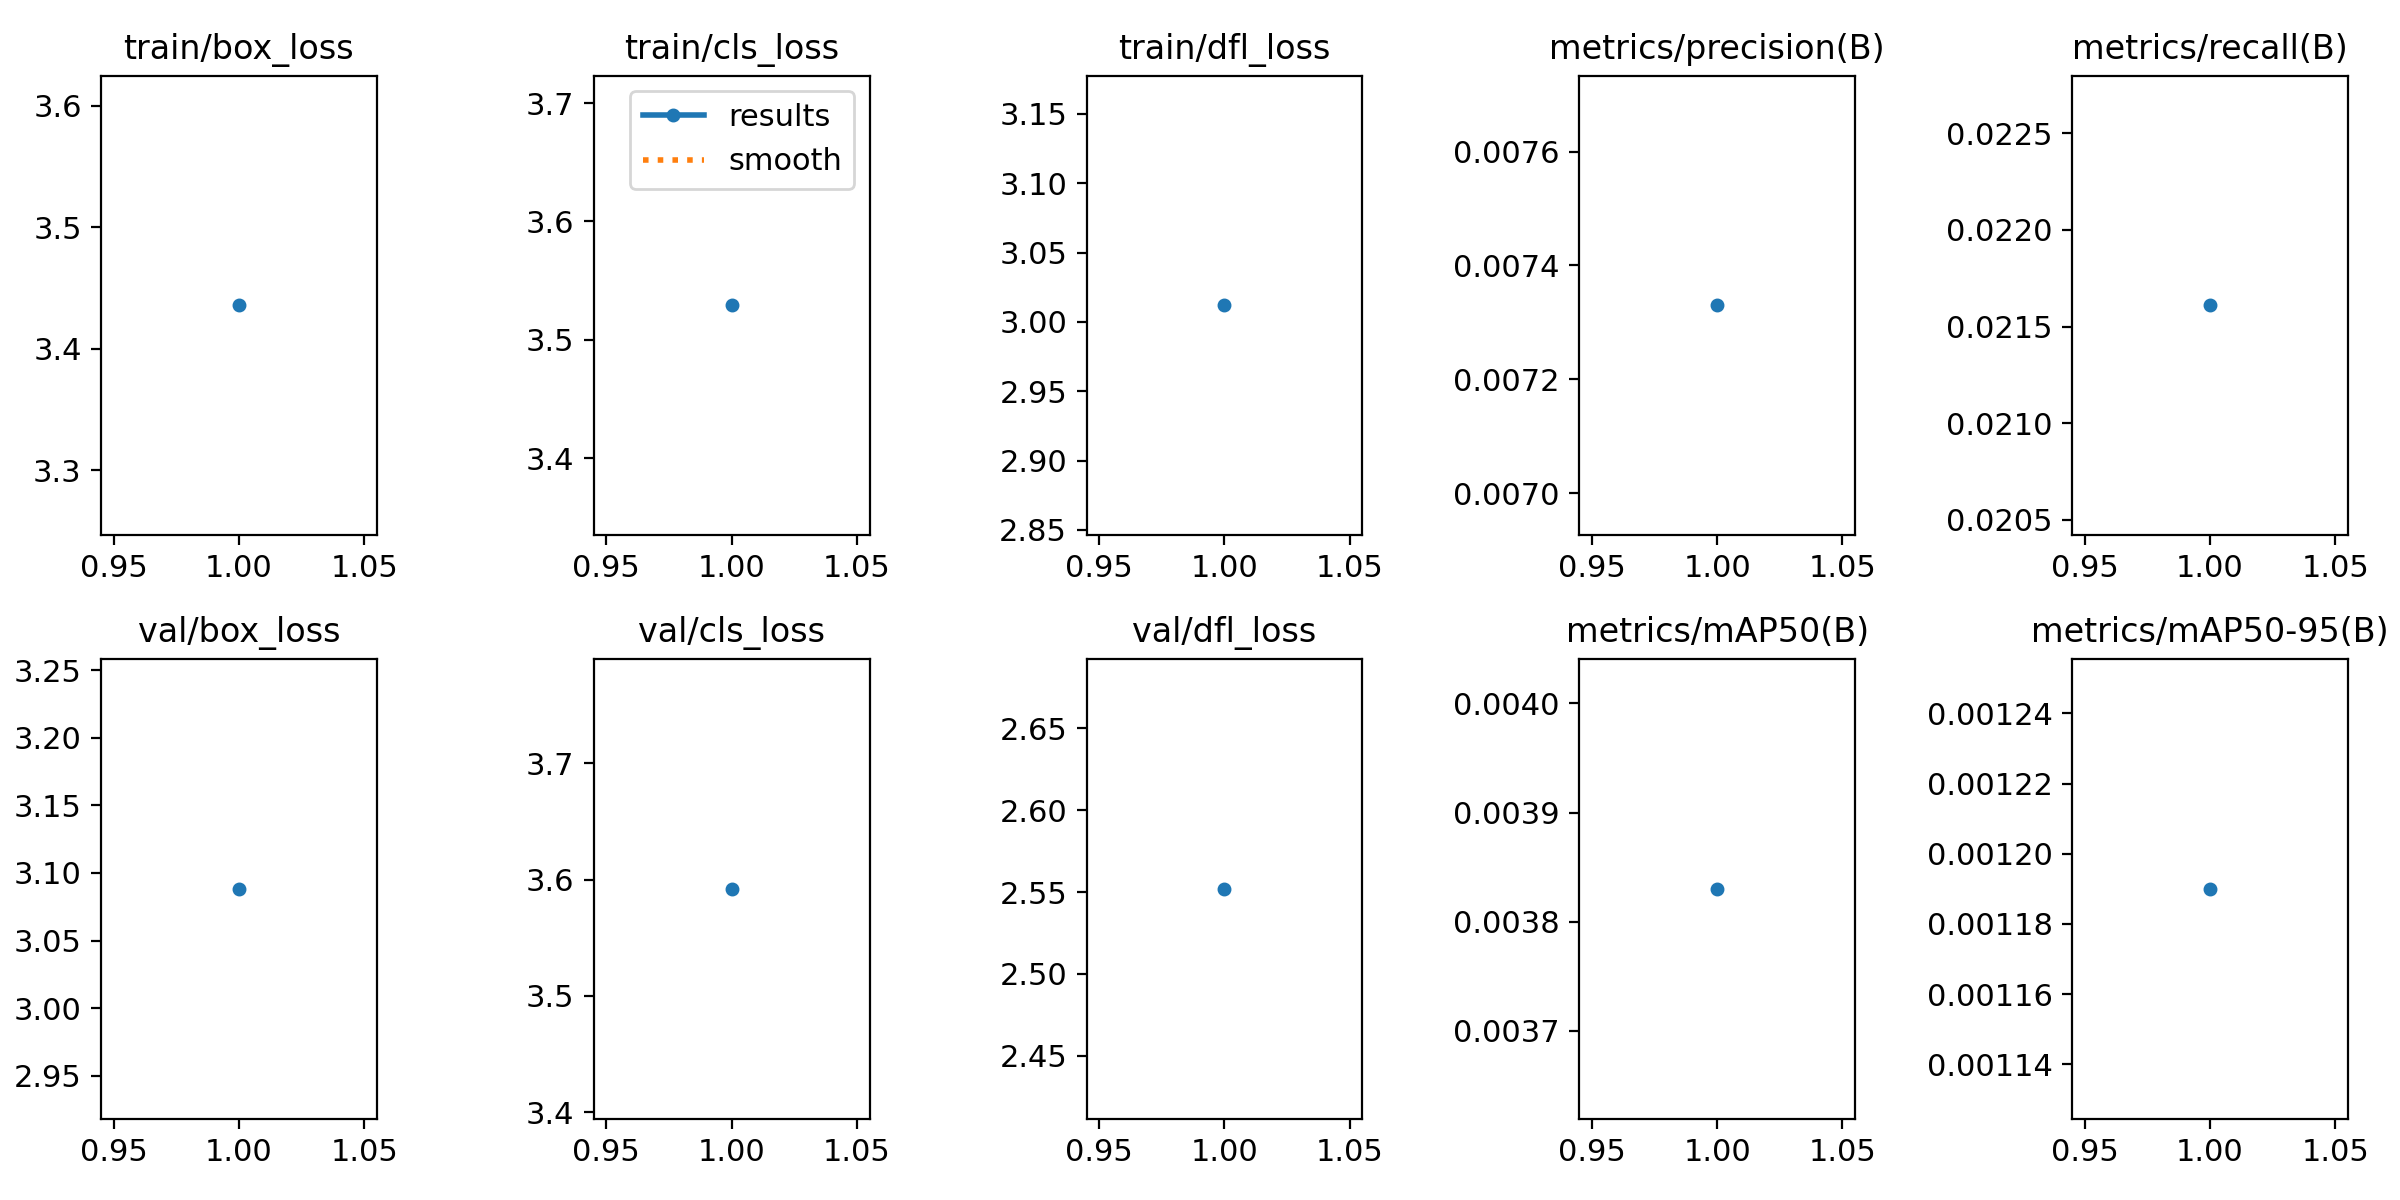 train/box_loss
3.6
3.5
3.4
3.3
0.95 1.00 1.05
train/cls_loss
results
smooth
3.7
3.6
3.5
3.4
0.95 1.00 1.05
train/dfl_loss
3.15
3.10
3.05
3.00
2.95
2.90
2.85
0.95 1.00 1.05
metrics/precision(B)
0.0076
0.0074
0.0072
0.0070
0.95 1.00 1.05
metrics/recall(B)
0.0225
0.0220
0.0215
0.0210
0.0205
0.95 1.00 1.05
val/box_loss
3.25
3.20
3.15
3.10
3.05
3.00
2.95
0.95 1.00 1.05
val/cls_loss
3.7
3.6
3.5
3.4
0.95 1.00 1.05
val/dfl_loss
2.65
2.60
2.55
2.50
2.45
0.95 1.00 1.05
metrics/mAP50(B)
0.0040
0.0039
0.0038
0.0037
0.95 1.00 1.05
metrics/mAP50-95(B)
0.00124
0.00122
0.00120
0.00118
0.00116
0.00114
0.95 1.00 1.05